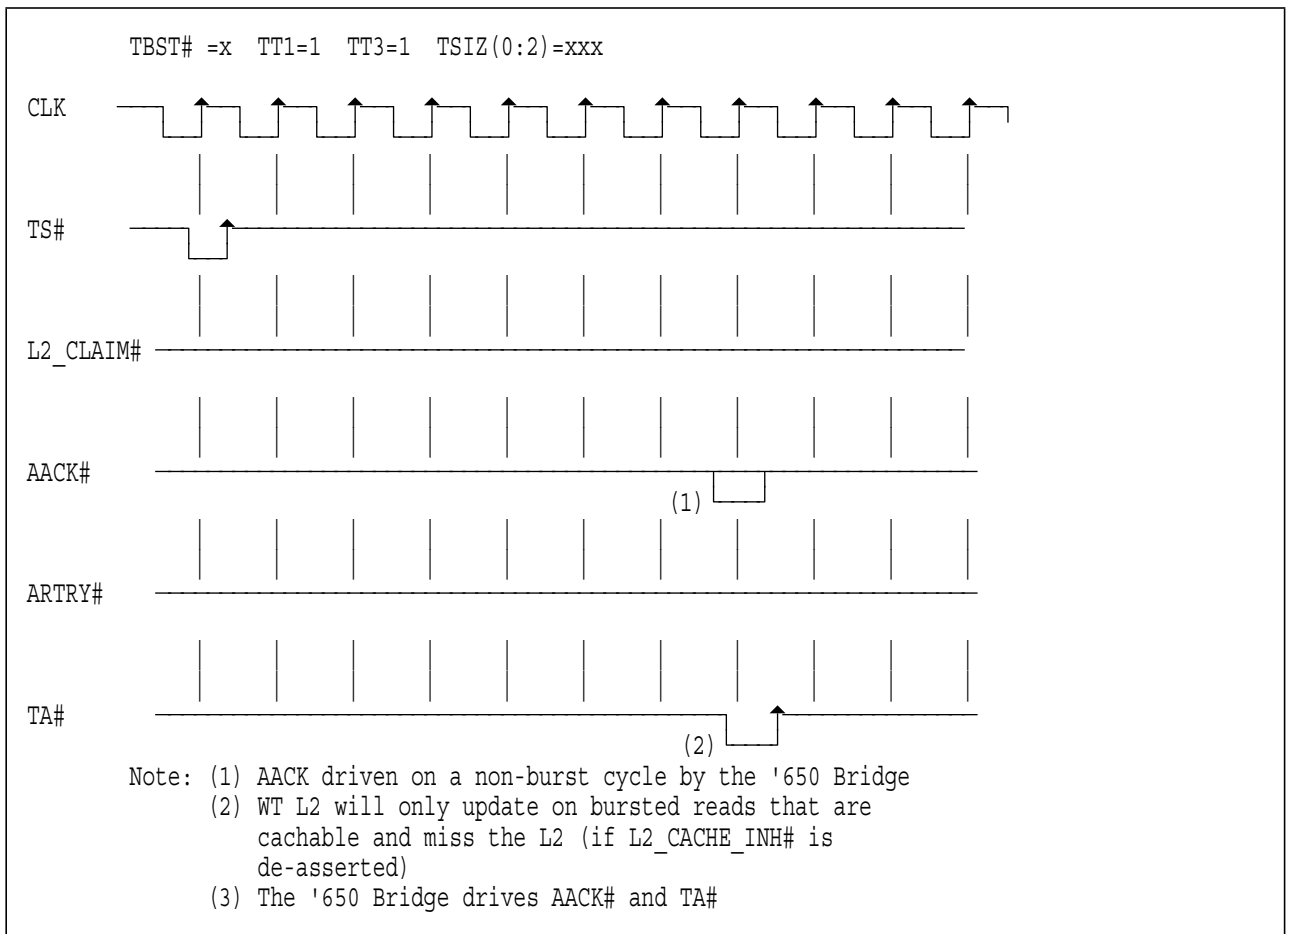 TBST# =x TT1=1 TT3=1 TSIZ(0:2)=xxx
CLK
TS#
L2_CLAIM#
AACK#
(1)
ARTRY#
TA#
(2)
Note: (1) AACK driven on a non-burst cycle by the '650 Bridge
(2) WT L2 will only update on bursted reads that are
cachable and miss the L2 (if L2_CACHE_INH# is
de-asserted)
(3) The '650 Bridge drives AACK# and TA#